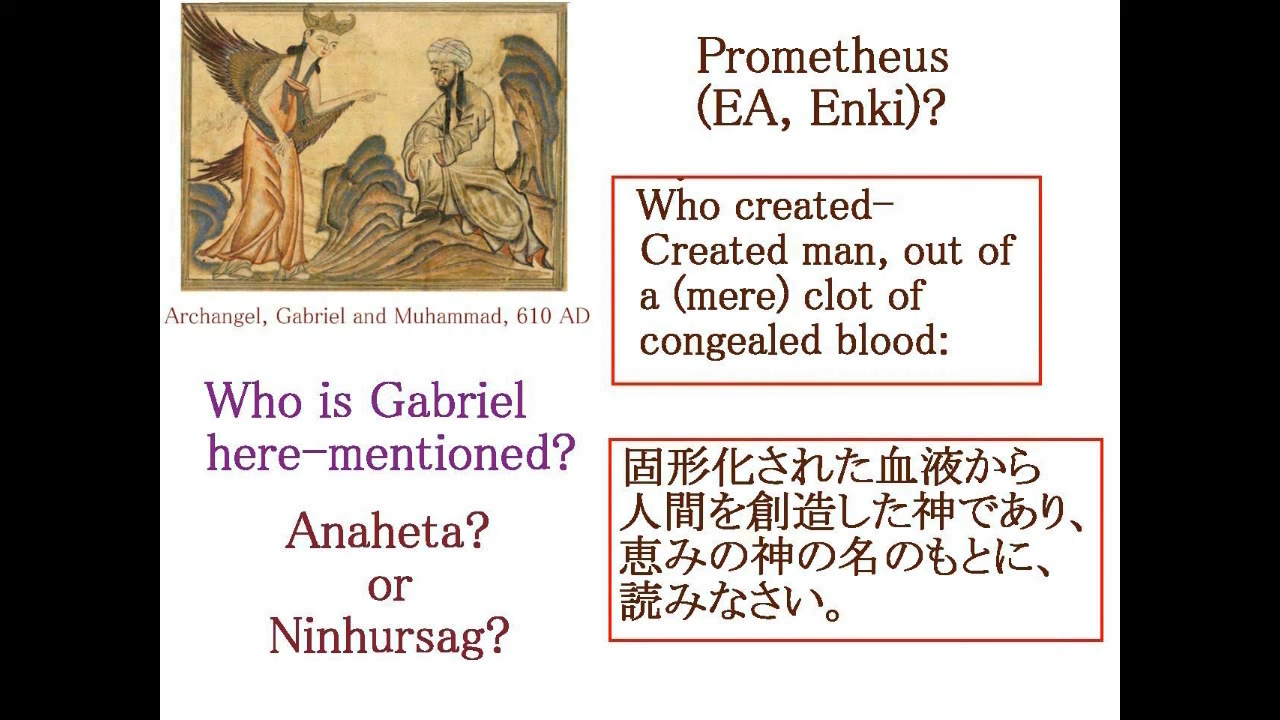 Archangel, Gabriel and Muhammad, 610 AD
Who is Gabriel
here-mentioned?
Anaheta?
or
Ninhursag?
Prometheus
(EA, Enki)?
Who created-
Created man, out of
a (mere) clot of
congealed blood:
固形化された血液から
人間を創造した神であり、
恵みの神の名のもとに、
読みなさい。